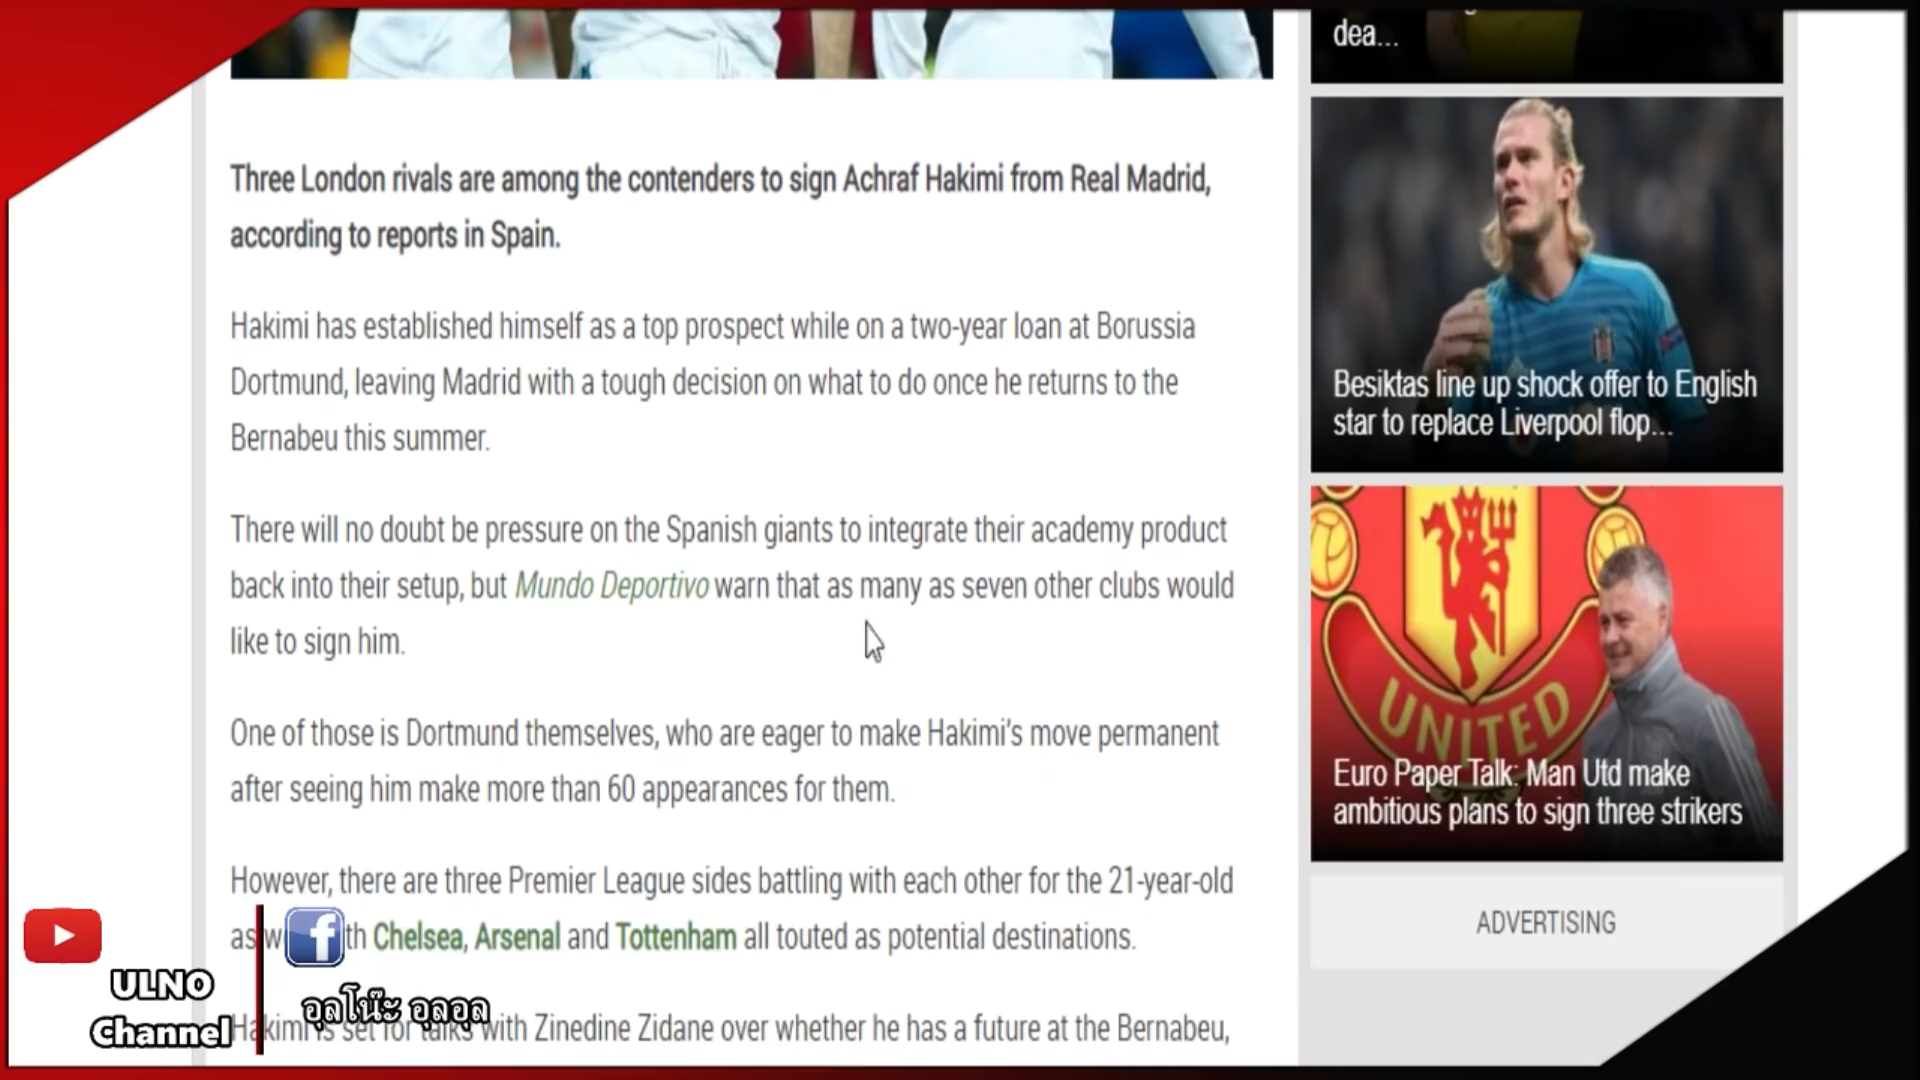 Three London rivals are among the contenders to sign Achraf Hakimi from Real Madrid,
according to reports in Spain.
Hakimi has established himself as a top prospect while on a two-year loan at Borussia
Dortmund, leaving Madrid with a tough decision on what to do once he returns to the
Bernabeu this summer.
There will no doubt be pressure on the Spanish giants to integrate their academy product
back into their setup, but Mundo Deportivo warn that as many as seven other clubs would
like to sign him.
One of those is Dortmund themselves, who are eager to make Hakimi's move permanent
after seeing him make more than 60 appearances for them.
However, there are three Premier League sides battling with each other for the 21-year-old
as w th Chelsea, Arsenal and Tottenham all touted as potential destinations.
Hakimi is set for talks with Zinedine Zidane over whether he has a future at the Bernabeu,
dea...
Besiktas line up shock offer to English
star to replace Liverpool flop...
UNITED
Euro Paper Talk: Man Utd make
ambitious plans to sign three strikers
ADVERTISING
ULNO
Channel
f
อุลโน๊ะ อุลอุล